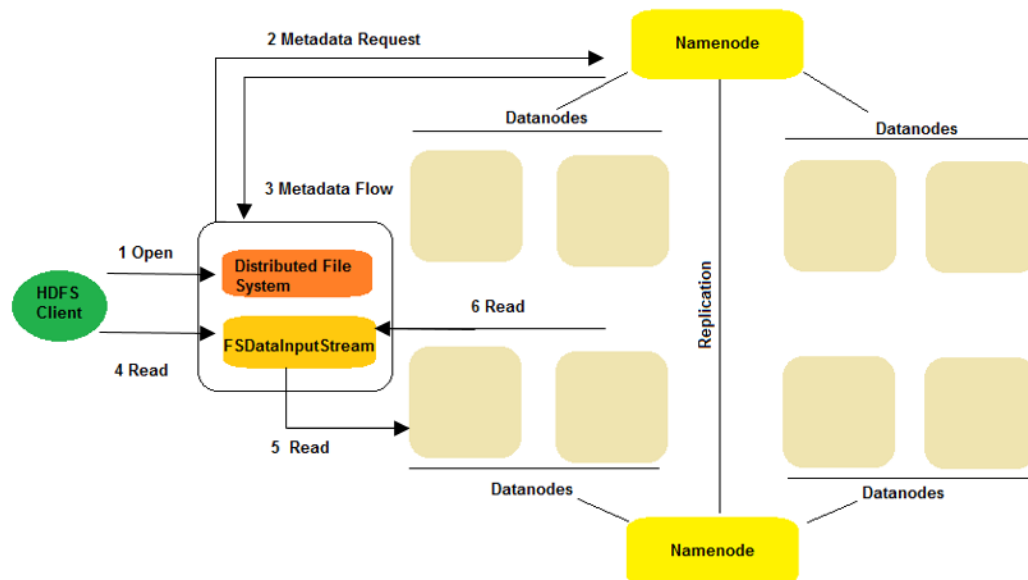 2 Metadata Request
Namenode
Datanodes
Datanodes
3 Metadata Flow
1 Open
Distributed File
System
HDFS
Client
6 Read
Replication
FSDataInputStream
4 Read
5  Read
Datanodes
Datanodes
Namenode